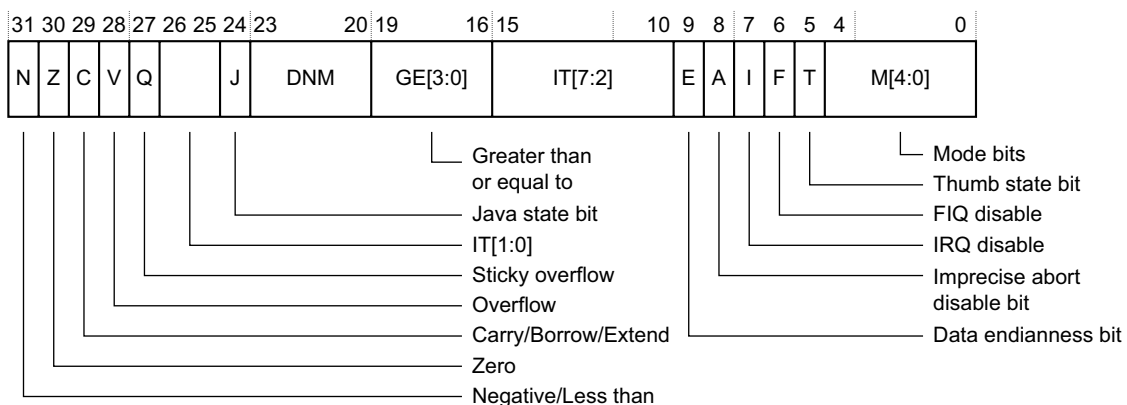 31 30 29 28 27 26 25 24 23 20 19 16 15 10 9 8 7 6 5 4 0
N Z C V Q J DNM GE[3:0] IT[7:2] E A I F T M[4:0]
Greater than
or equal to
Java state bit
IT[1:0]
Sticky overflow
Overflow
Carry/Borrow/Extend
Zero
Negative/Less than
Mode bits
Thumb state bit
FIQ disable
IRQ disable
Imprecise abort
disable bit
Data endianness bit